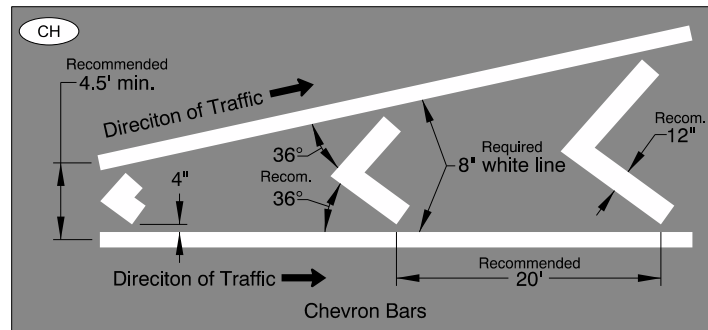 CH
Recommended
4.5' min.
Direciton of Traffic
4"
36°
Recom.
36°
Required
8" white line
Recom.
12"
Direciton of Traffic
Recommended
20'
Chevron Bars